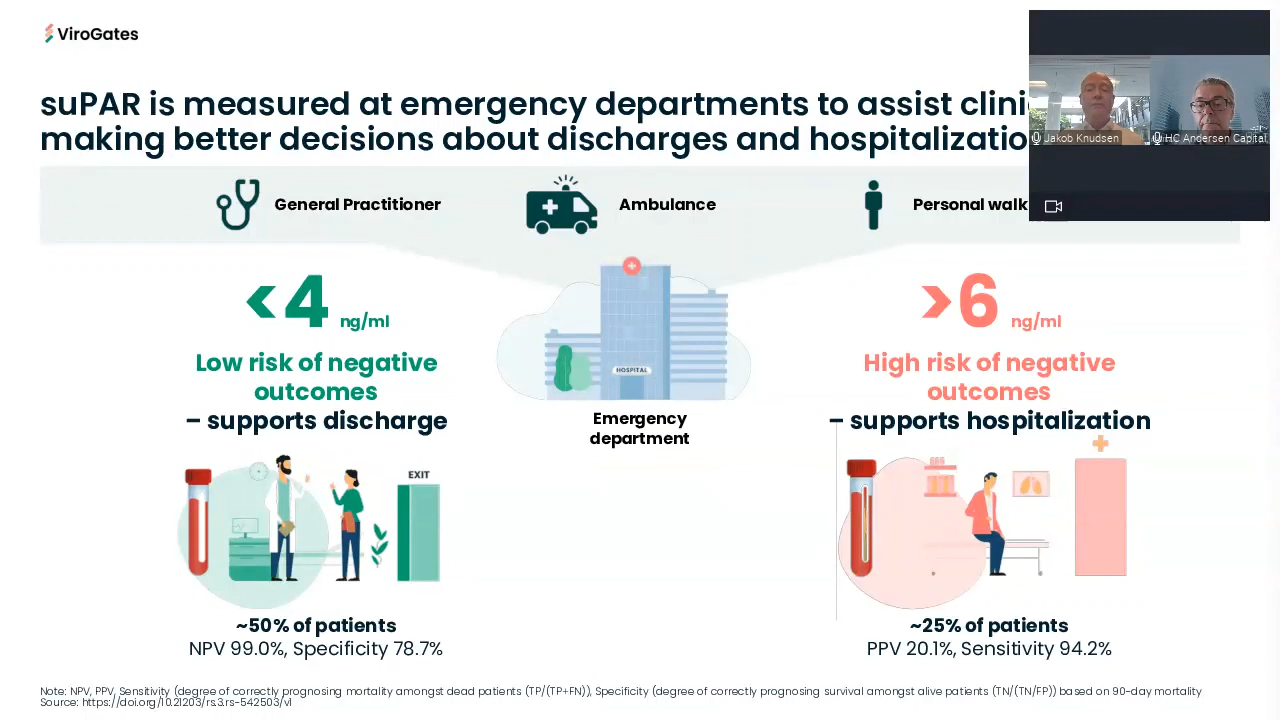 ViroGates
suPAR is measured at emergency departments to assist
making better decisions about discharges and
Jakob Knudsen
HC Andersen Capital
General Practitioner
Ambulance
Personal
<4 ng/ml
Low risk of negative
outcomes
– supports discharge
HOSPITAL
Emergency
department
>6 ng/ml
High risk of negative
outcomes
– supports hospitalization
EXIT
~50% of patients
NPV 99.0%, Specificity 78.7%
~25% of patients
PPV 20.1%, Sensitivity 94.2%
Note: NPV, PPV, Sensitivity (degree of correctly prognosing mortality amongst dead patients (TP/(TP+FN)), Specificity (degree of correctly prognosing survival amongst alive patients (TN/(TN/FP)) based on 90-day mortality
Source: https://doi.org/10.21203/rs.3.rs-542503/v1